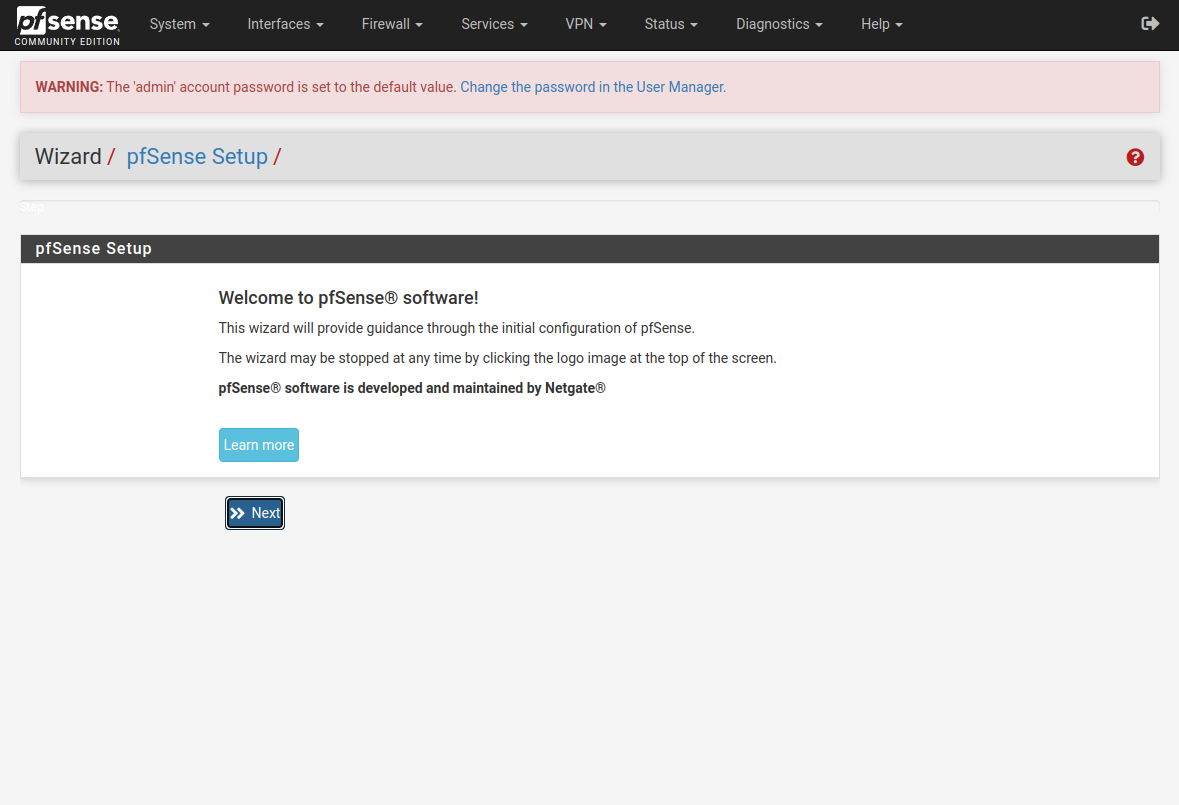 pfsense
COMMUNITY EDITION
System Interfaces Firewall Services VPN Status Diagnostics Help
WARNING: The 'admin' account password is set to the default value. Change the password in the User Manager.
Wizard / pfSense Setup /
Step
pfSense Setup
Welcome to pfSense® software!
This wizard will provide guidance through the initial configuration of pfSense.
The wizard may be stopped at any time by clicking the logo image at the top of the screen.
pfSense® software is developed and maintained by Netgate®
Learn more
Next